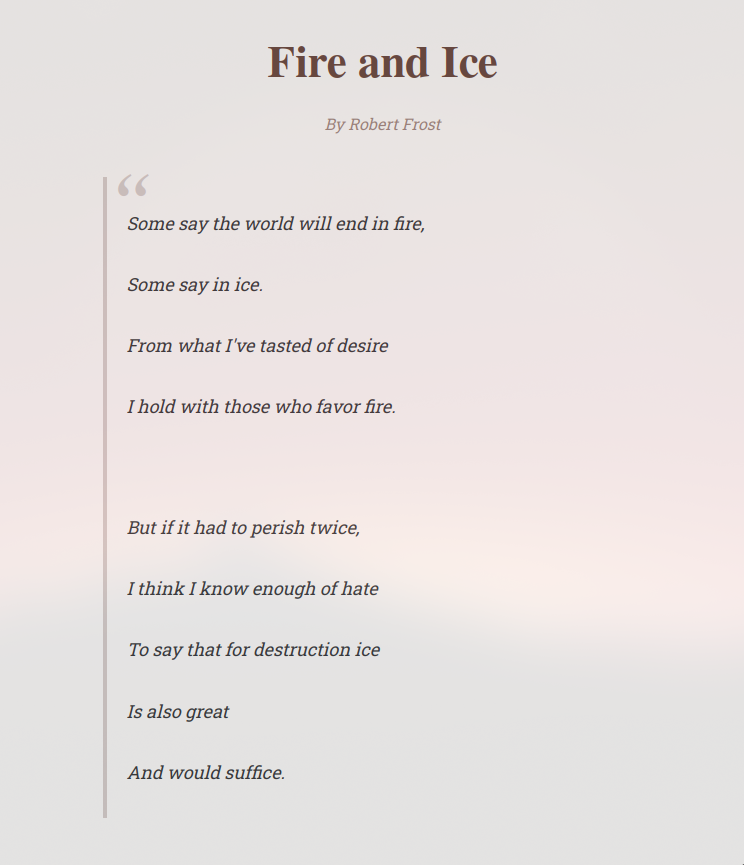 Fire and Ice
By Robert Frost
“
Some say the world will end in fire,
Some say in ice.
From what I've tasted of desire
I hold with those who favor fire.
But if it had to perish twice,
I think I know enough of hate
To say that for destruction ice
Is also great
And would suffice.